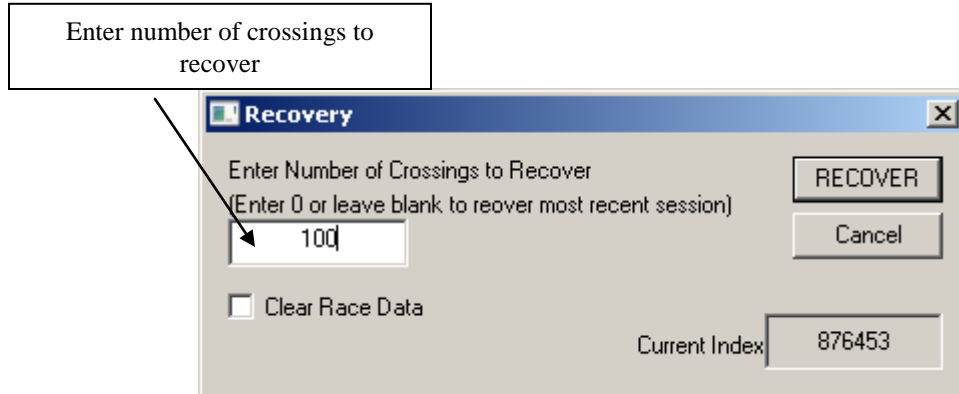 Enter number of crossings to
recover
Recovery
Enter Number of Crossings to Recover
(Enter 0 or leave blank to reover most recent session)
100
RECOVER
Cancel
Clear Race Data
Current Index
876453